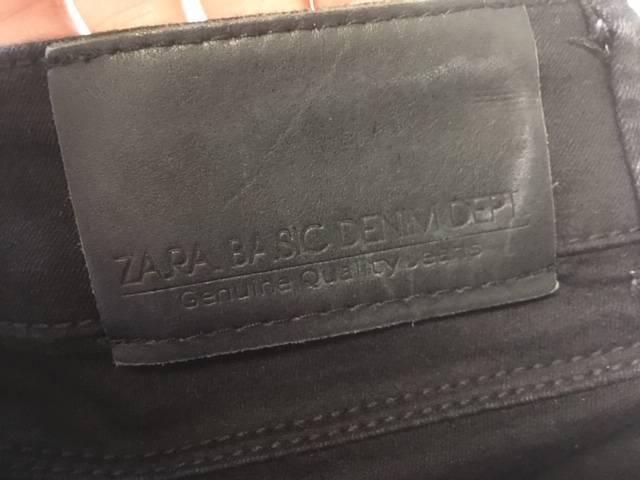 ZARA BASIC DENIM DEPT.
Genuine Quality Jeans